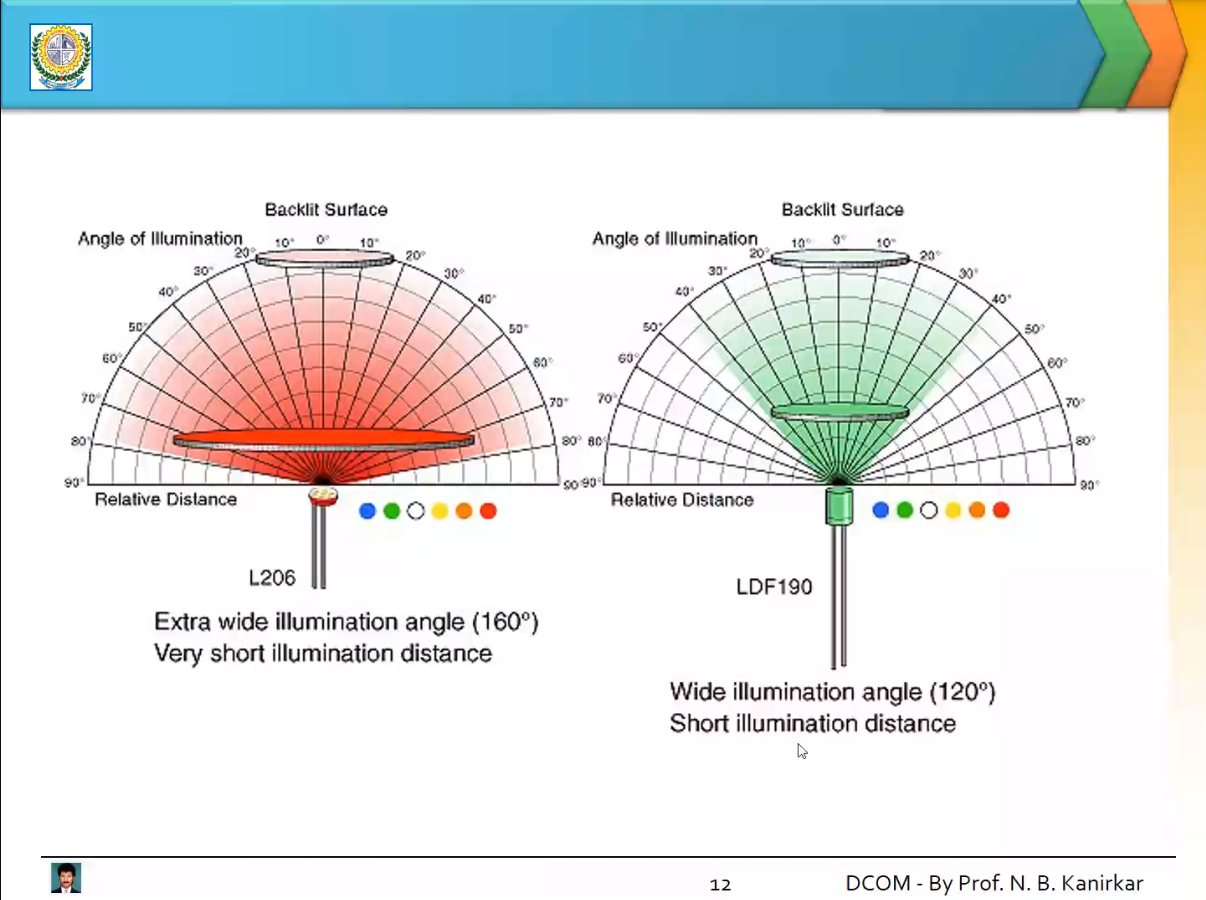 Backlit Surface
Angle of Illumination
20° 10° 0° 10° 20°
30° 30°
40° 40°
50° 50°
60° 60°
70° 70°
80° 80°
90° 90°
Relative Distance
L206
Extra wide illumination angle (160°)
Very short illumination distance
Backlit Surface
Angle of Illumination
20° 10° 0° 10° 20°
30° 30°
40° 40°
50° 50°
60° 60°
70° 70°
80° 80°
90° 90°
Relative Distance
LDF190
Wide illumination angle (120°)
Short illumination distance
12
DCOM - By Prof. N. B. Kanirkar